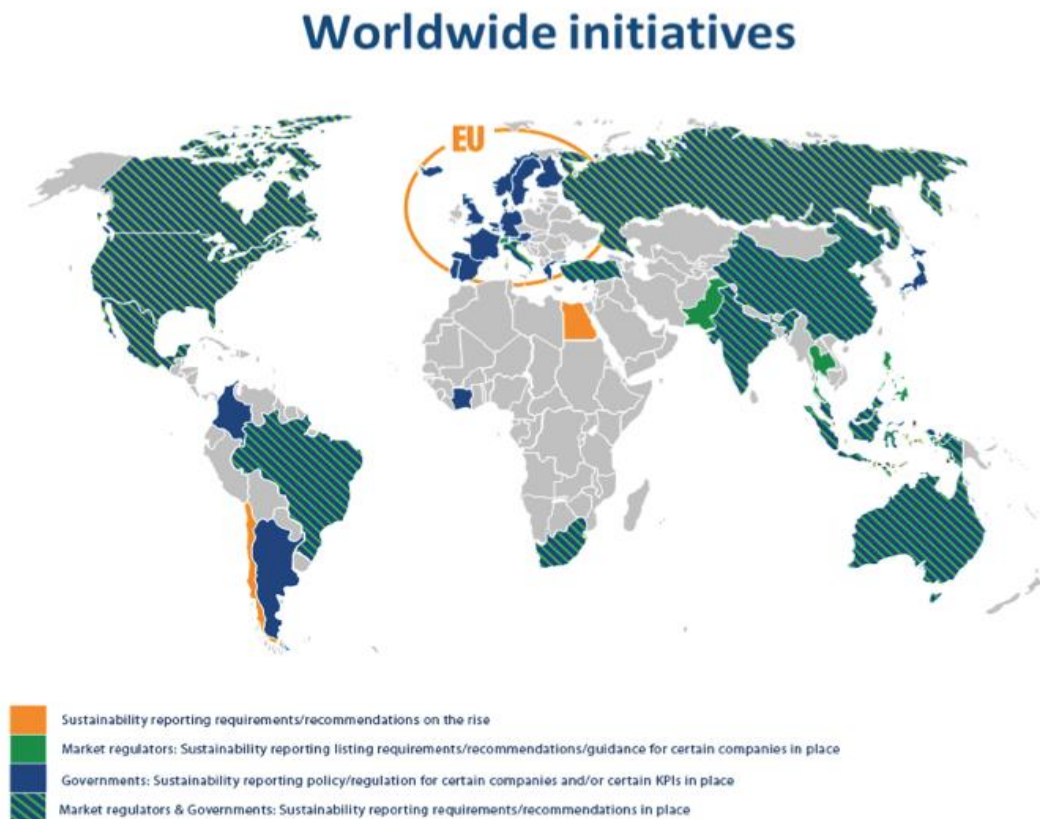 Worldwide initiatives
EU
Sustainability reporting requirements/recommendations on the rise
Market regulators: Sustainability reporting listing requirements/recommendations/guidance for certain companies in place
Governments: Sustainability reporting policy/regulation for certain companies and/or certain KPIs in place
Market regulators & Governments: Sustainability reporting requirements/recommendations in place